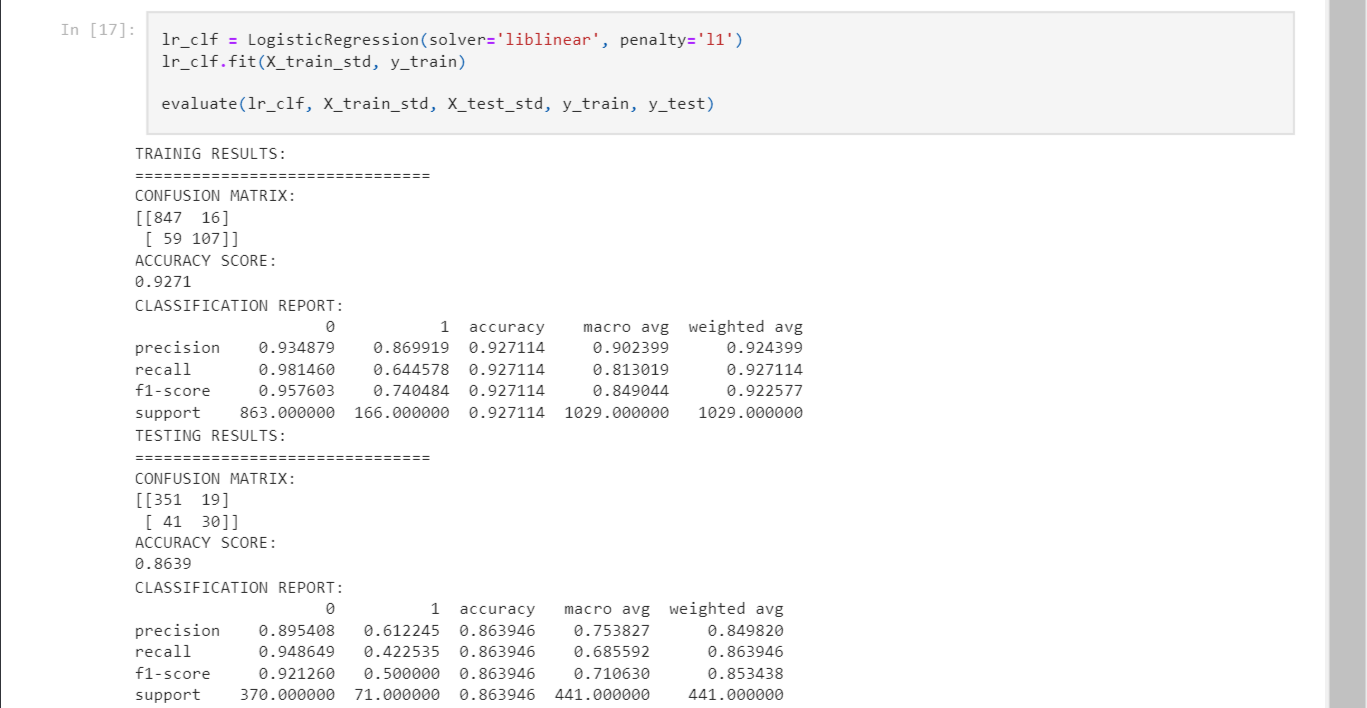 In [17]:
lr_clf = LogisticRegression(solver='liblinear', penalty='l1')
lr_clf.fit(X_train_std, y_train)
evaluate(lr_clf, X_train_std, X_test_std, y_train, y_test)
TRAINIG RESULTS:
===============================
CONFUSION MATRIX:
[[847  16]
 [ 59 107]]
ACCURACY SCORE:
0.9271
CLASSIFICATION REPORT:
                    0           1  accuracy    macro avg  weighted avg
precision    0.934879    0.869919  0.927114     0.902399      0.924399
recall       0.981460    0.644578  0.927114     0.813019      0.927114
f1-score     0.957603    0.740484  0.927114     0.849044      0.922577
support    863.000000  166.000000  0.927114  1029.000000   1029.000000
TESTING RESULTS:
===============================
CONFUSION MATRIX:
[[351  19]
 [ 41  30]]
ACCURACY SCORE:
0.8639
CLASSIFICATION REPORT:
                    0          1  accuracy   macro avg  weighted avg
precision    0.895408   0.612245  0.863946    0.753827      0.849820
recall       0.948649   0.422535  0.863946    0.685592      0.863946
f1-score     0.921260   0.500000  0.863946    0.710630      0.853438
support    370.000000  71.000000  0.863946  441.000000    441.000000